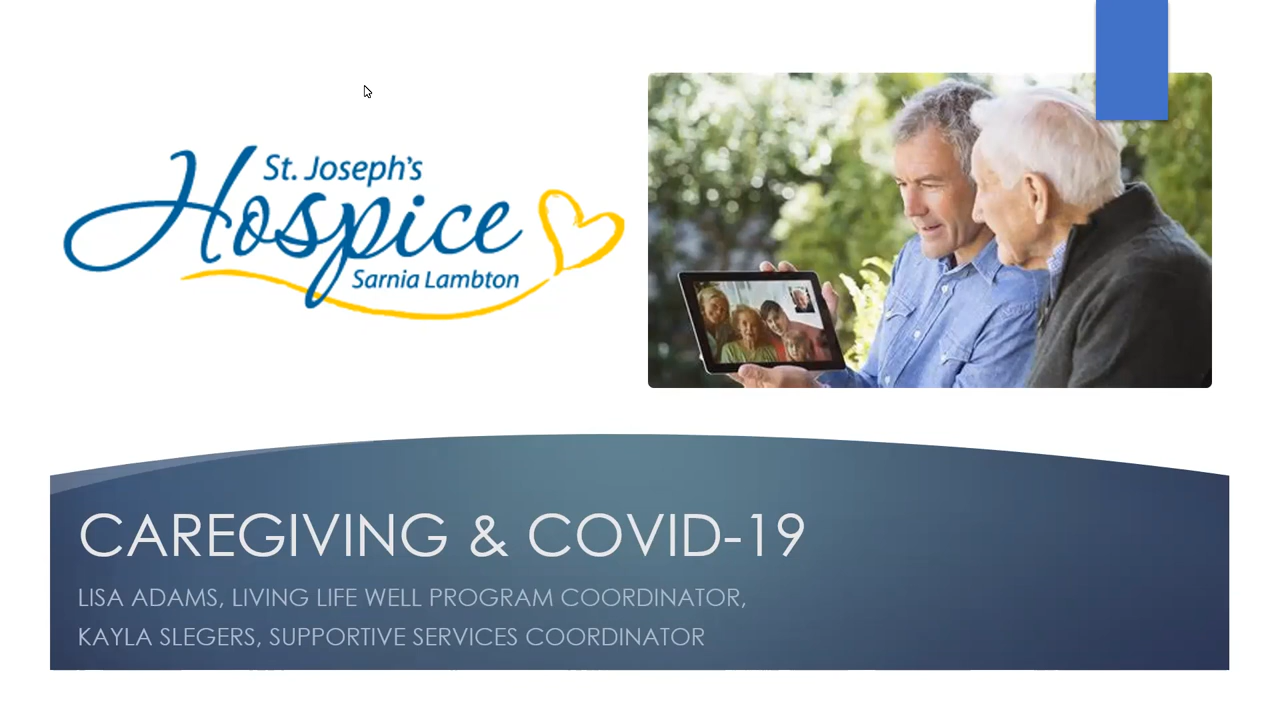 St. Joseph's
Hospice
Sarnia Lambton
CAREGIVING & COVID-19
LISA ADAMS, LIVING LIFE WELL PROGRAM COORDINATOR,
KAYLA SLEGERS, SUPPORTIVE SERVICES COORDINATOR